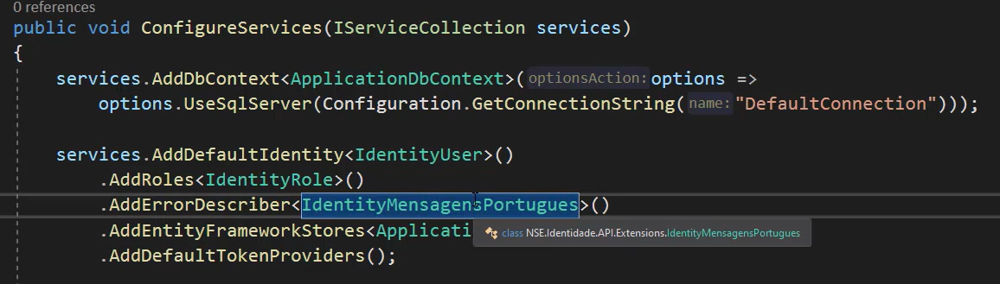 0 references
public void ConfigureServices(IServiceCollection services)
{
services.AddDbContext<ApplicationDbContext>(optionsAction:options =>
options.UseSqlServer(Configuration.GetConnectionString(name:"DefaultConnection")));
services.AddDefaultIdentity<IdentityUser>()
.AddRoles<IdentityRole>()
.AddErrorDescriber<IdentityMensagensPortugues>()
.AddEntityFrameworkStores<Applicati
class NSE.Identidade.API.Extensions.IdentityMensagensPortugues
.AddDefaultTokenProviders();